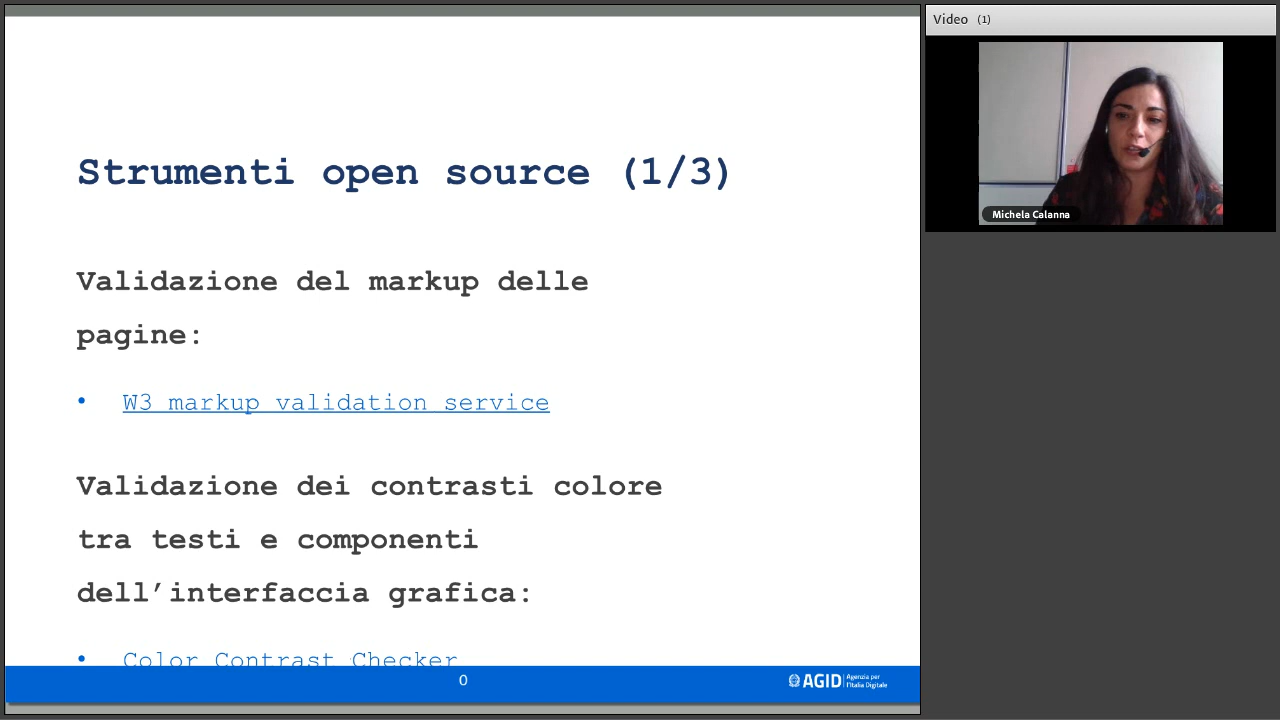 Strumenti open source (1/3)
Validazione del markup delle
pagine:
• W3 markup validation service
Validazione dei contrasti colore
tra testi e componenti
dell’interfaccia grafica:
• Color Contrast Checker
0
AGID Agenzia per
l'Italia Digitale
Video (1)
Michela Calanna